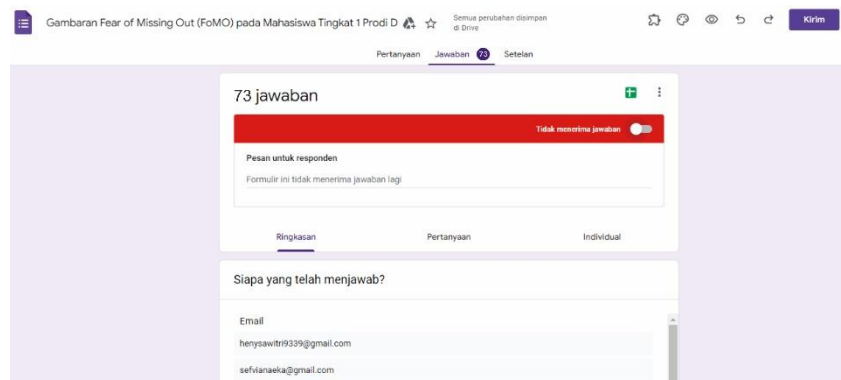 Gambaran Fear of Missing Out (FoMO) pada Mahasiswa Tingkat 1 Prodi D
Semua perubahan disimpan
di Drive
Kirim
Pertanyaan Jawaban 73 Setelan
73 jawaban
Tidak menerima jawaban
Pesan untuk responden
Formulir ini tidak menerima jawaban lagi
Ringkasan Pertanyaan Individual
Siapa yang telah menjawab?
Email
henysawitri9339@gmail.com
sefvianaeka@gmail.com